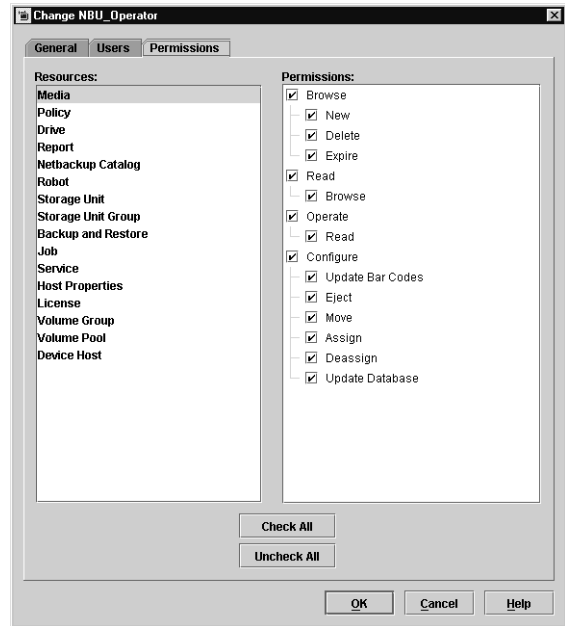 Change NBU_Operator
General Users Permissions
Resources:
Media
Policy
Drive
Report
Netbackup Catalog
Robot
Storage Unit
Storage Unit Group
Backup and Restore
Job
Service
Host Properties
License
Volume Group
Volume Pool
Device Host
Permissions:
Browse
New
Delete
Expire
Read
Browse
Operate
Read
Configure
Update Bar Codes
Eject
Move
Assign
Deassign
Update Database
Check All
Uncheck All
OK Cancel Help